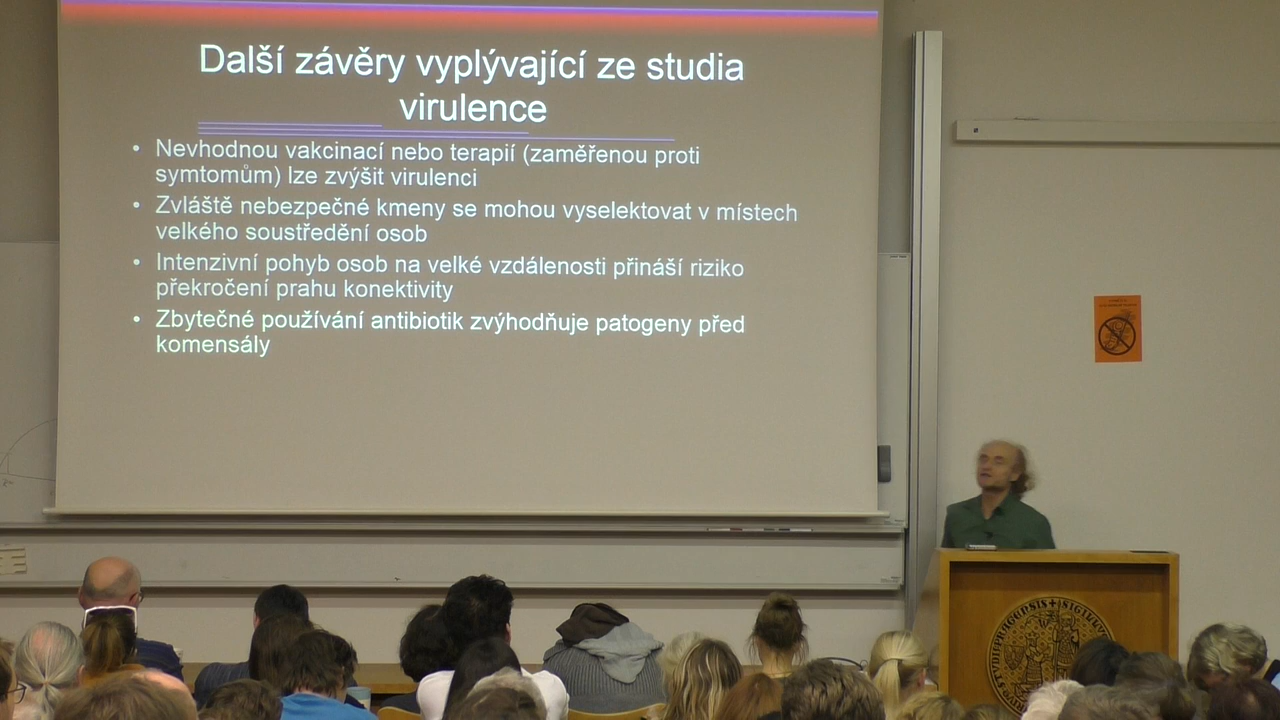 Další závěry vyplývající ze studia
virulence
• Nevhodnou vakcinací nebo terapií (zaměřenou proti
symtomům) lze zvýšit virulenci
• Zvláště nebezpečné kmeny se mohou vyselektovat v místech
velkého soustředění osob
• Intenzivní pohyb osob na velké vzdálenosti přináší riziko
překročení prahu konektivity
• Zbytečné používání antibiotik zvýhodňuje patogeny před
komensály